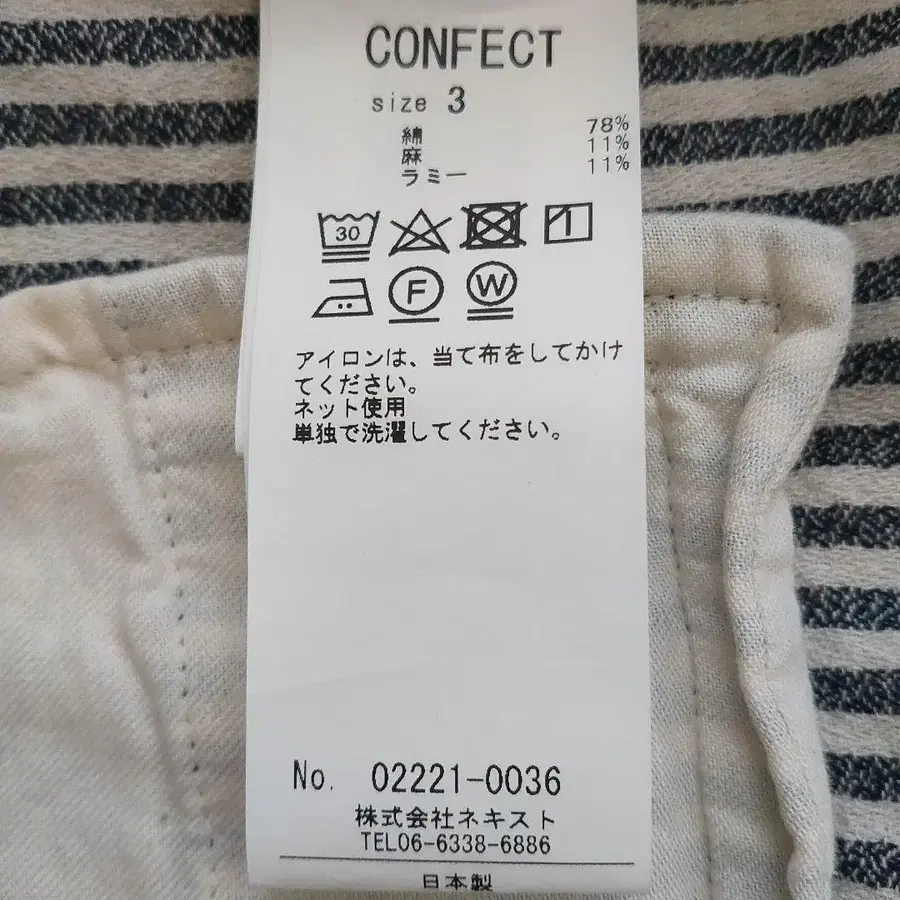 CONFECT
size 3
綿 78%
麻 11%
ラミー 11%
30
F W
アイロンは、当て布をしてかけ
てください。
ネット使用
単独で洗濯してください。
No. 02221-0036
株式会社ネキスト
TEL06-6338-6886
日本製